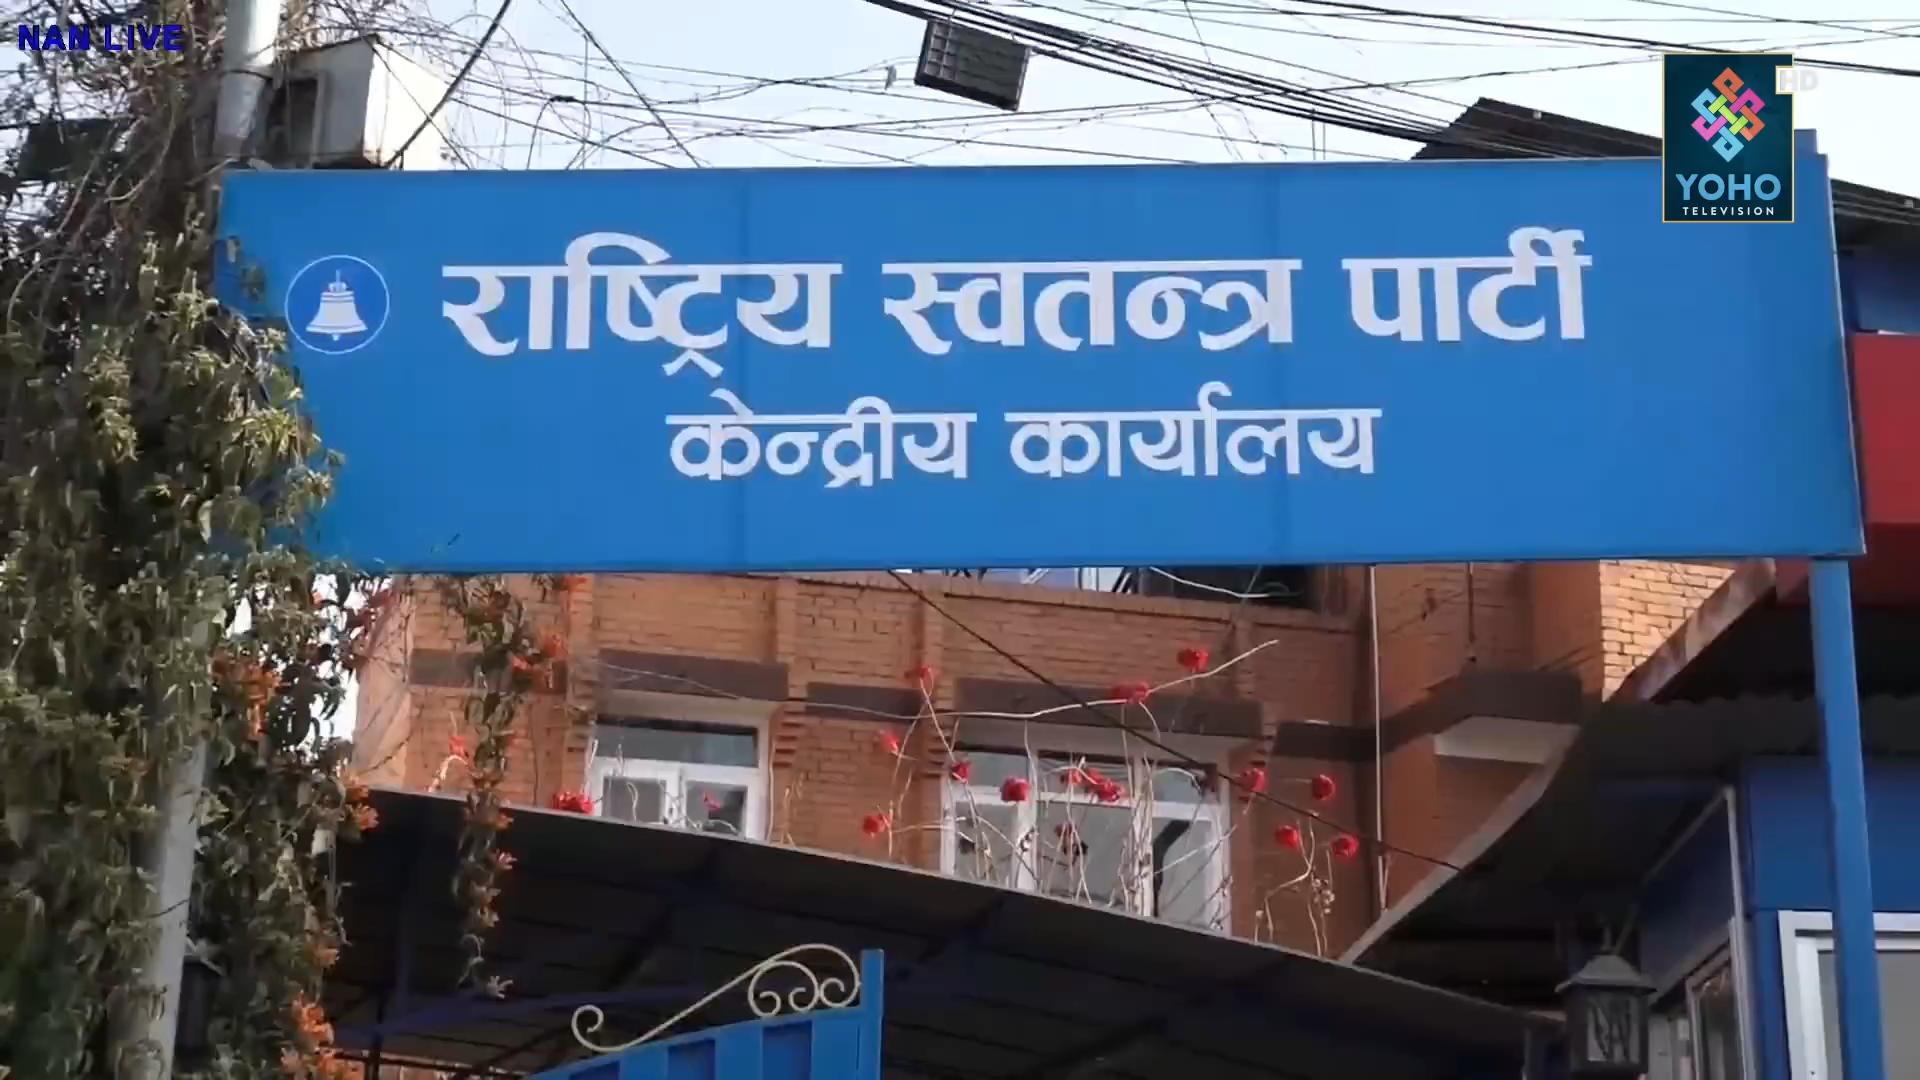 NAN LIVE
HD
YOHO
TELEVISION
राष्ट्रिय स्वतन्त्र पार्टी
केन्द्रीय कार्यालय